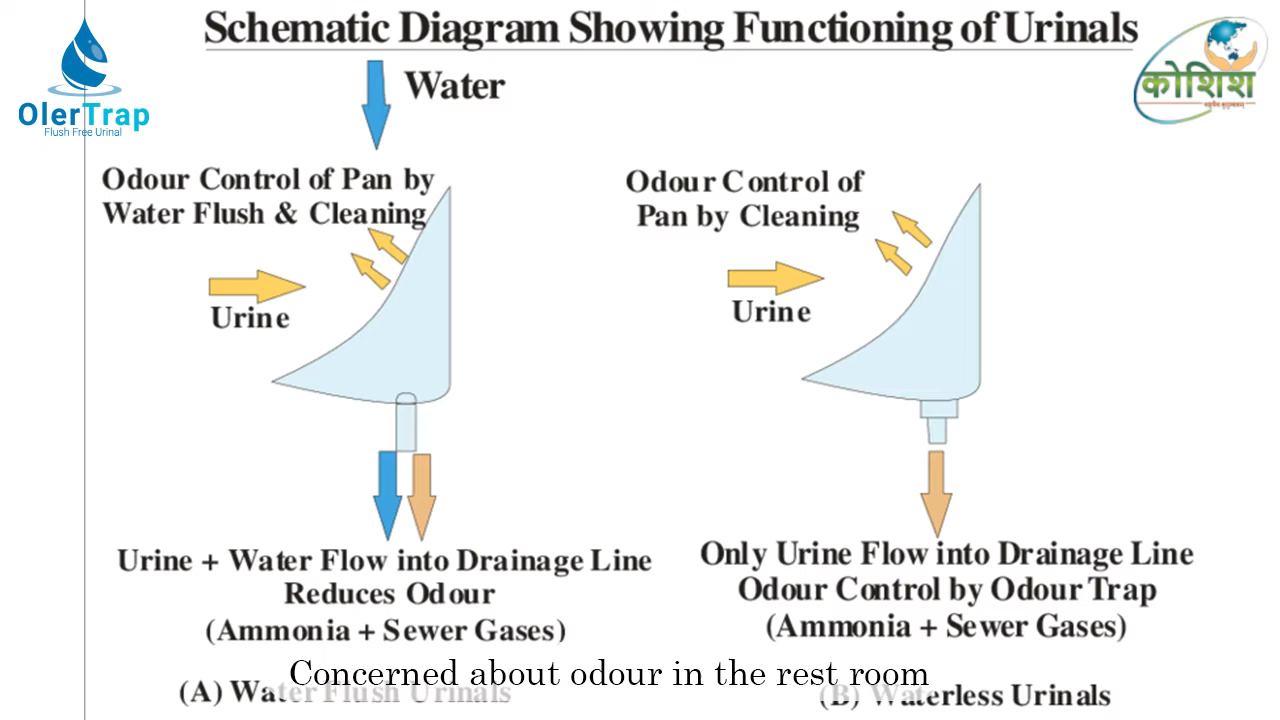 Schematic Diagram Showing Functioning of Urinals
OlerTrap
Flush Free Urinal
कोशिश
Water
Odour Control of Pan by
Water Flush & Cleaning
Urine
Urine + Water Flow into Drainage Line
Reduces Odour
(Ammonia + Sewer Gases)
(A) Water Flush Urinals
Odour Control of
Pan by Cleaning
Urine
Only Urine Flow into Drainage Line
Odour Control by Odour Trap
(Ammonia + Sewer Gases)
(B) Waterless Urinals
Concerned about odour in the rest room